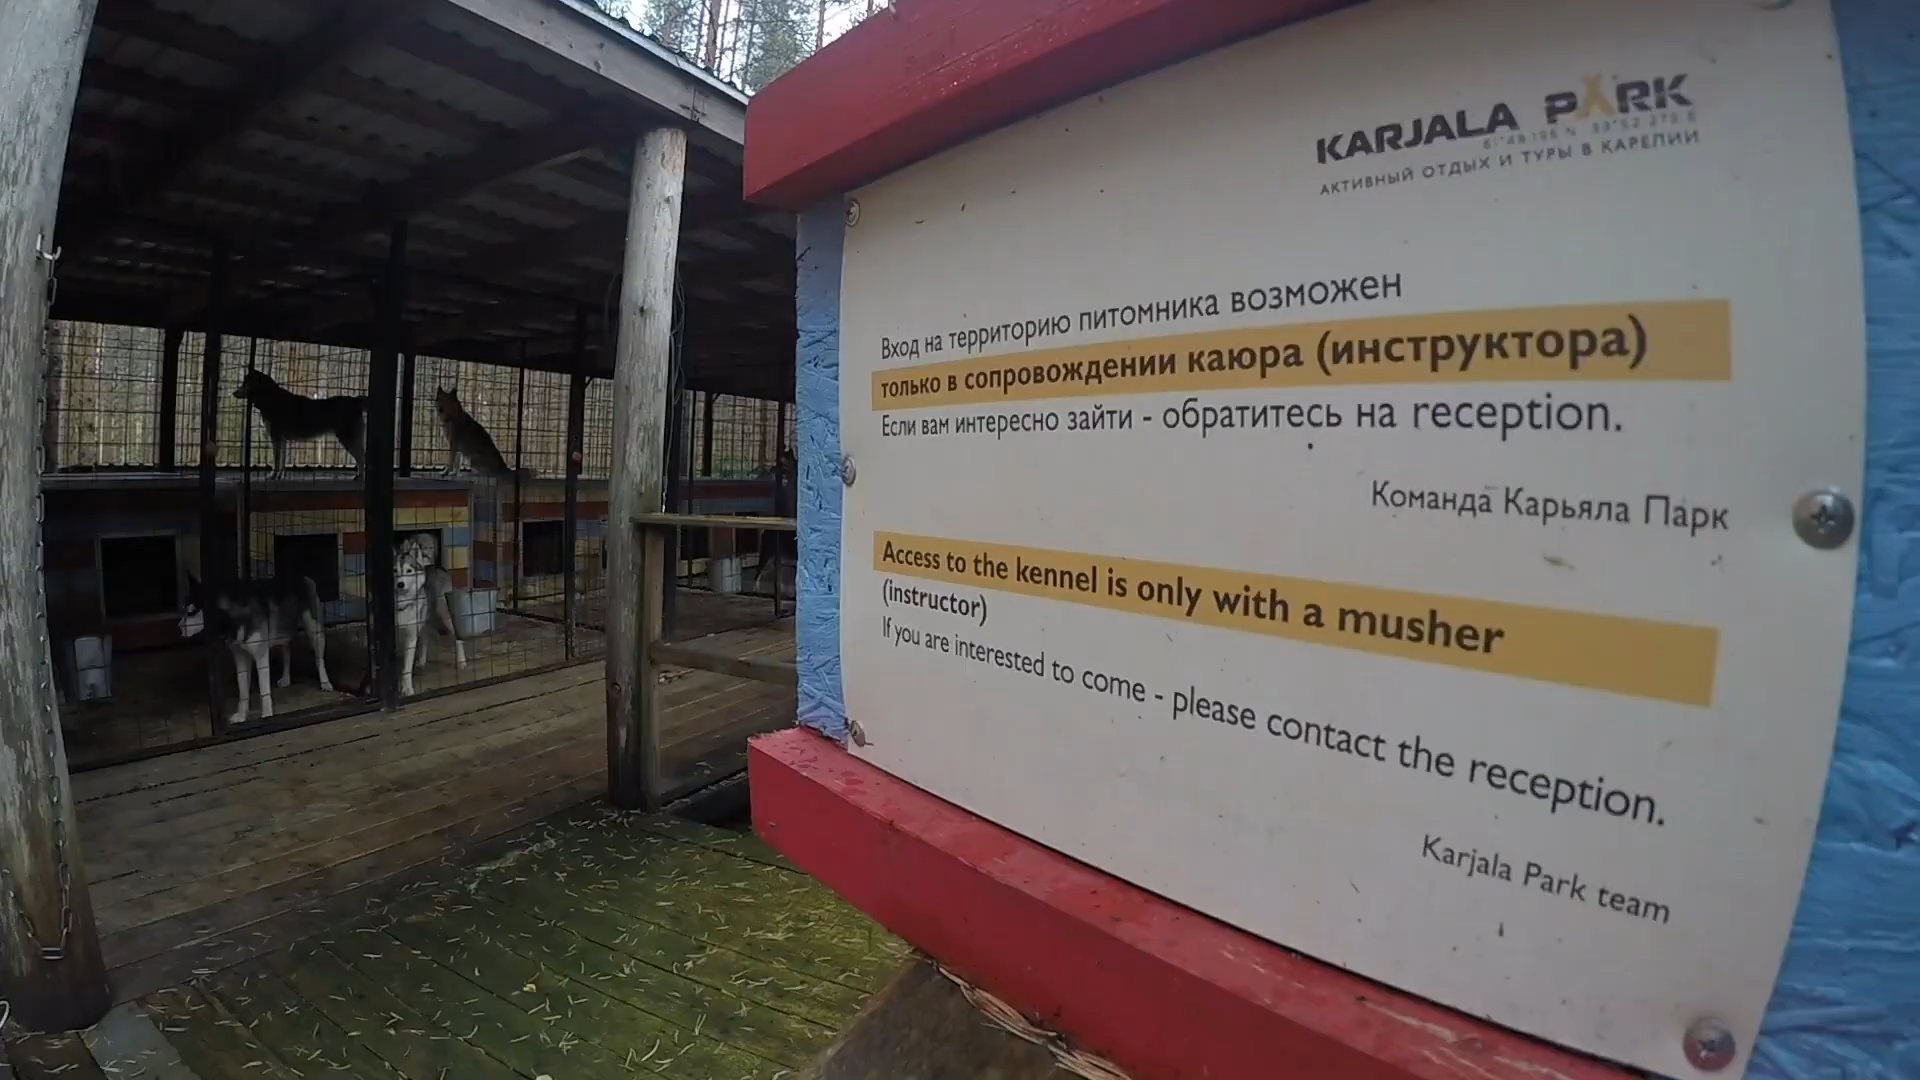 KARJALA PARK
АКТИВНЫЙ ОТДЫХ И ТУРЫ В КАРЕЛИИ
Вход на территорию питомника возможен
только в сопровождении каюра (инструктора)
Если вам интересно зайти - обратитесь на reception.
Команда Карьяла Парк
Access to the kennel is only with a musher
(instructor)
If you are interested to come - please contact the reception.
Karjala Park team